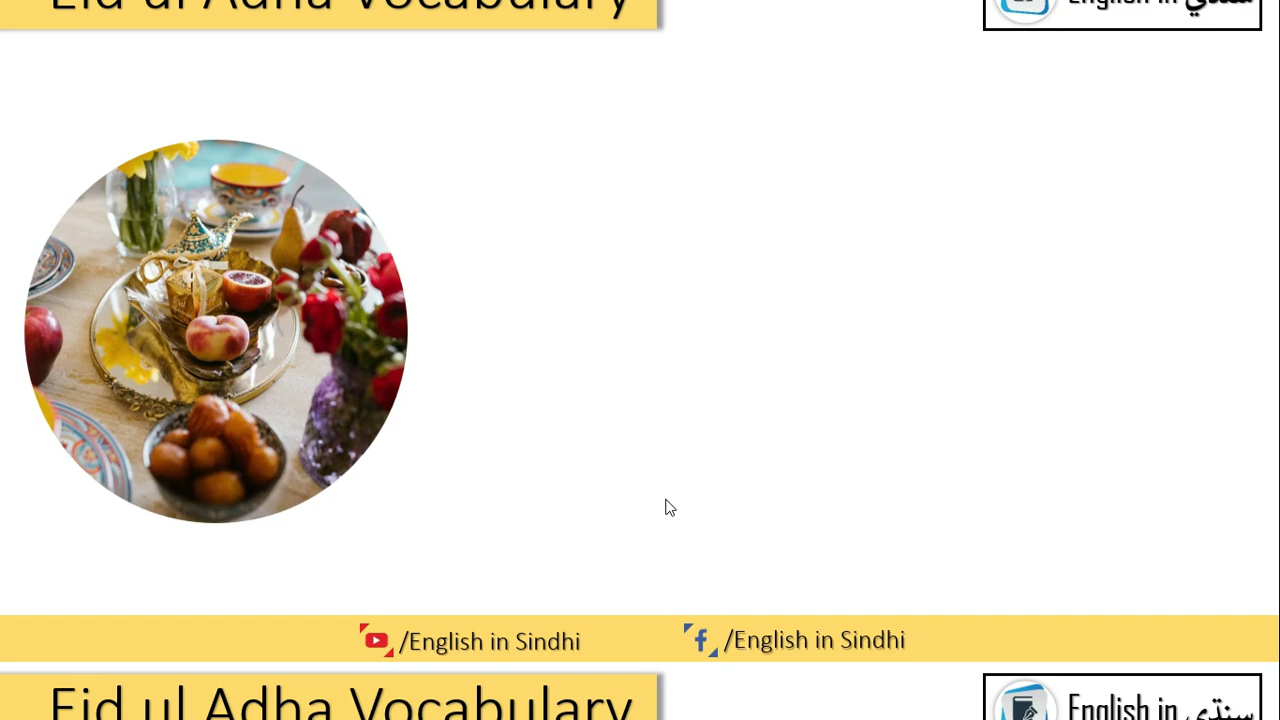 Eid ul Adha Vocabulary
English in سنڌي
/English in Sindhi
/English in Sindhi
Eid ul Adha Vocabulary
English in سنڌي